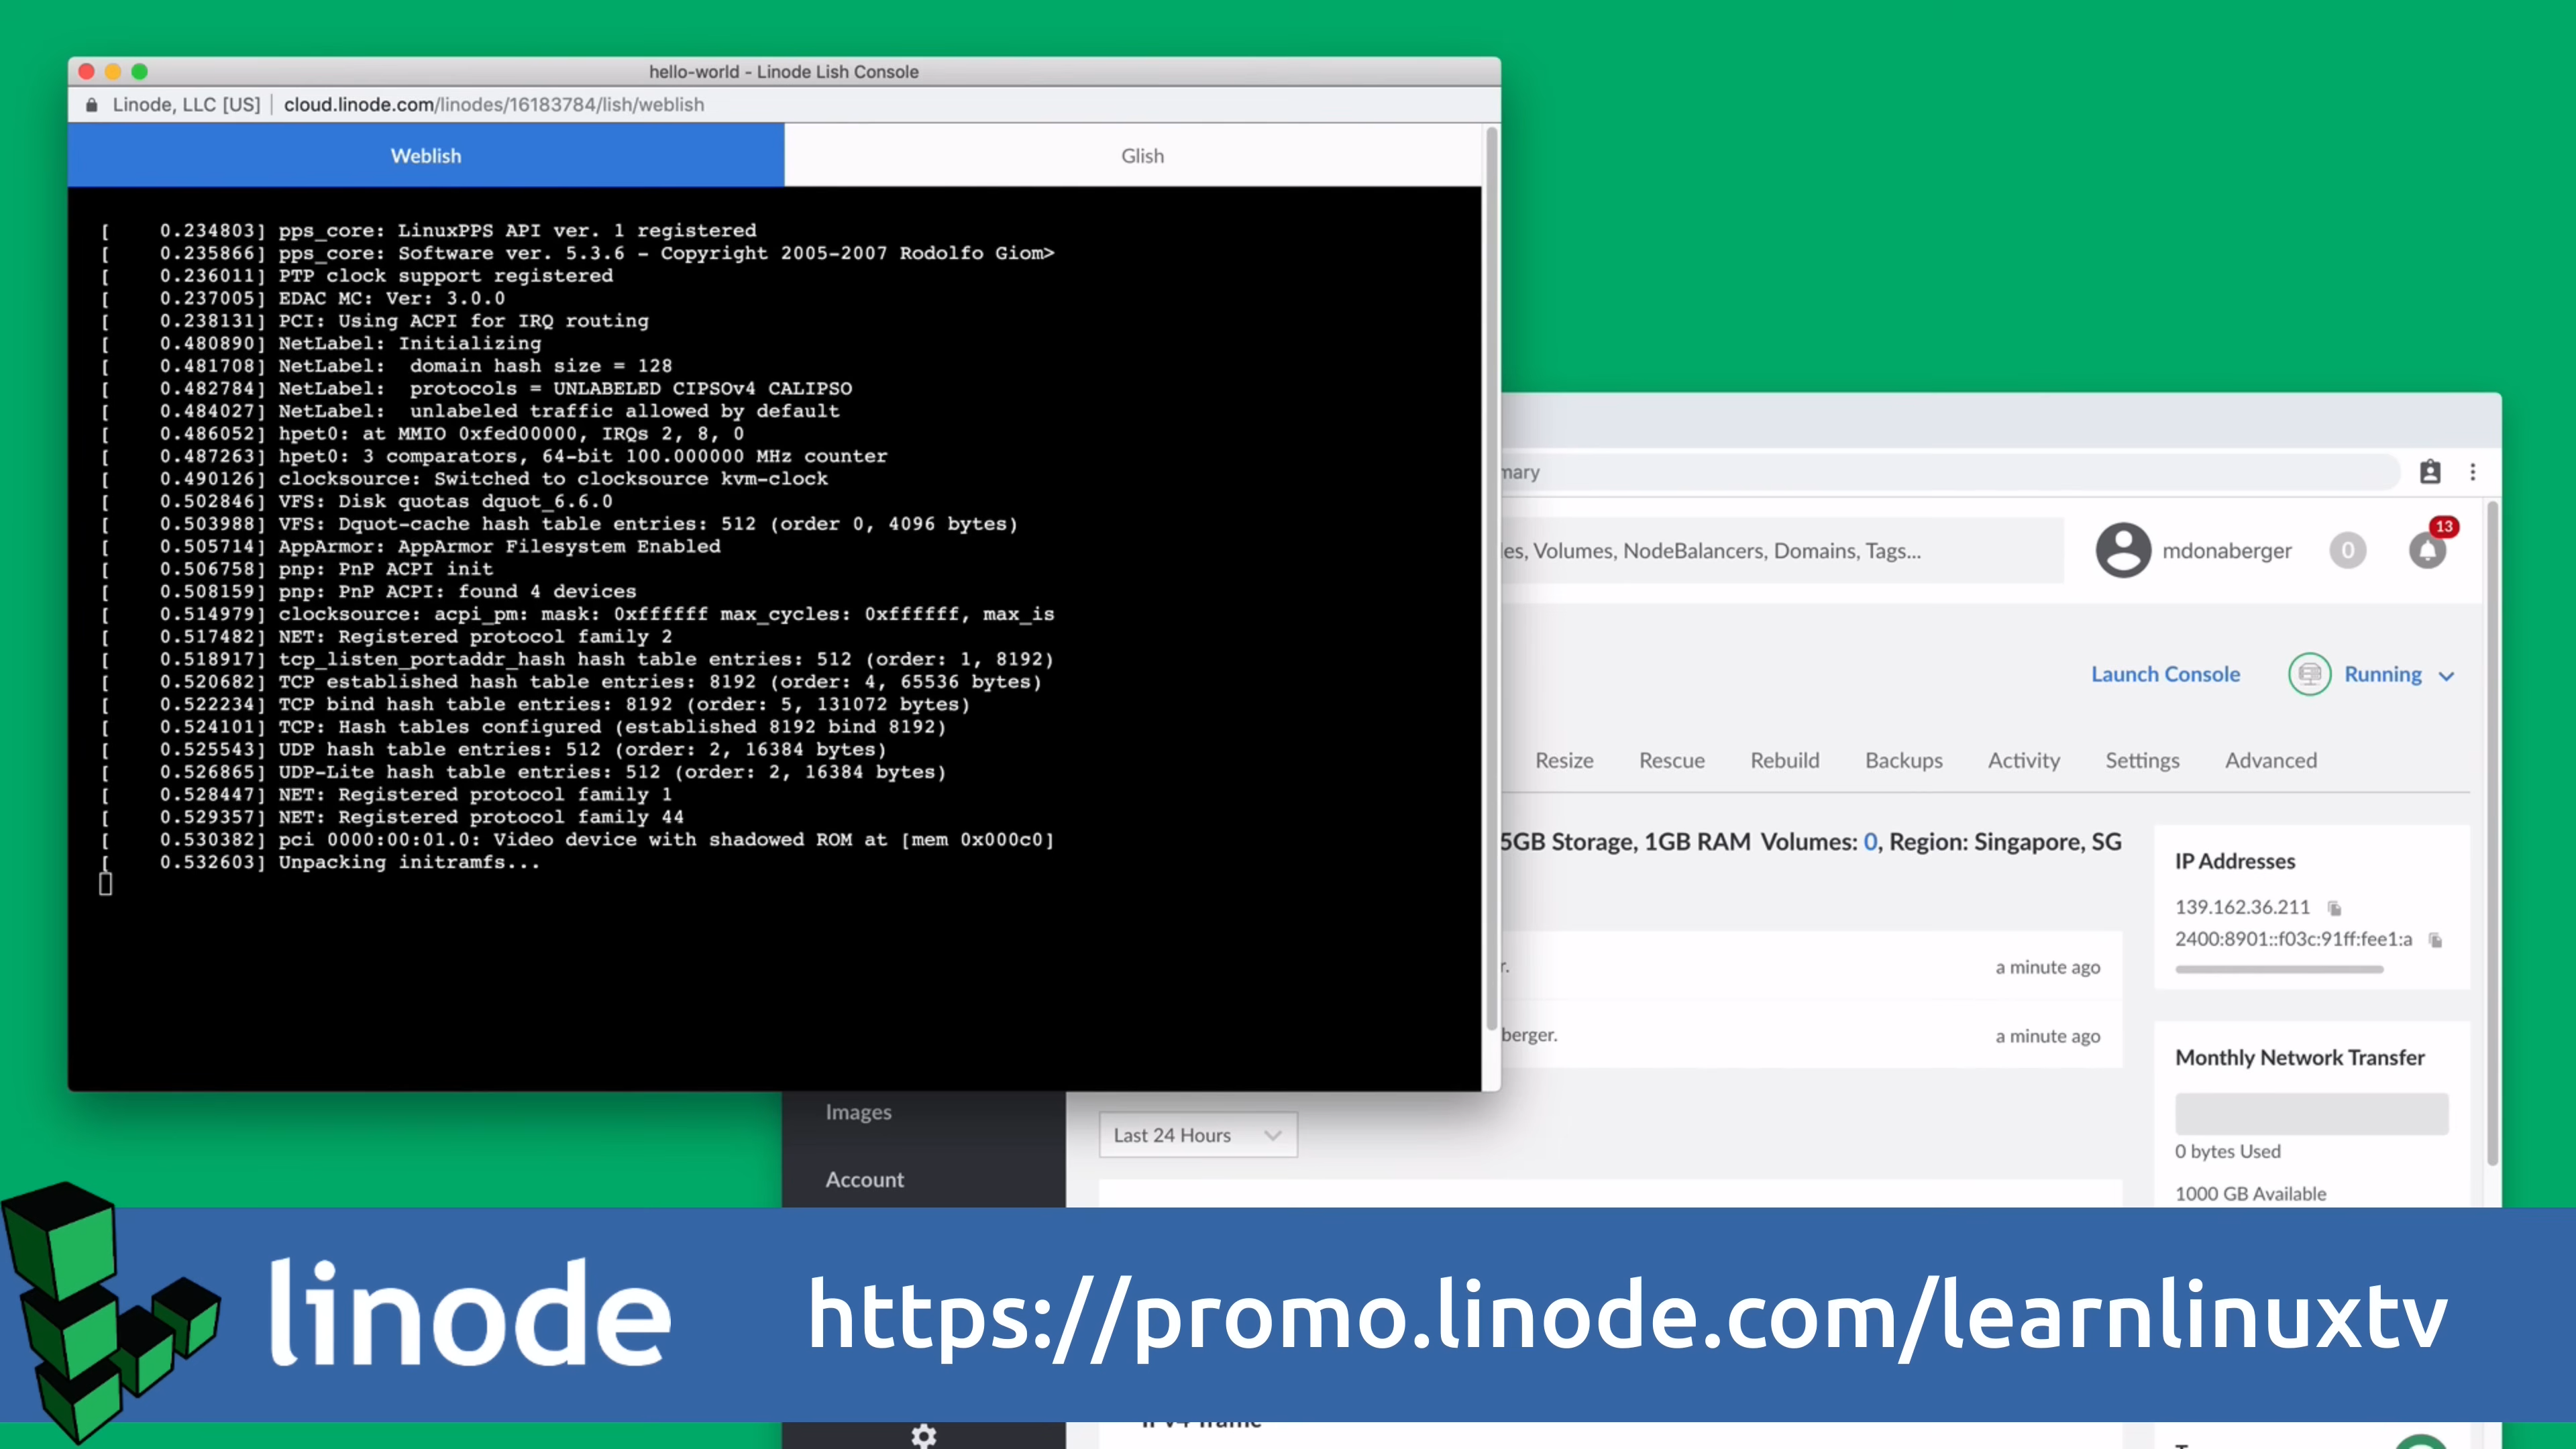 hello-world - Linode Lish Console
Linode, LLC [US] | cloud.linode.com/linodes/16183784/lish/weblish
Weblish
Glish
[    0.234803] pps_core: LinuxPPS API ver. 1 registered
[    0.235866] pps_core: Software ver. 5.3.6 - Copyright 2005-2007 Rodolfo Giom>
[    0.236011] PTP clock support registered
[    0.237005] EDAC MC: Ver: 3.0.0
[    0.238131] PCI: Using ACPI for IRQ routing
[    0.480890] NetLabel: Initializing
[    0.481708] NetLabel:  domain hash size = 128
[    0.482784] NetLabel:  protocols = UNLABELED CIPSOv4 CALIPSO
[    0.484027] NetLabel:  unlabeled traffic allowed by default
[    0.486052] hpet0: at MMIO 0xfed00000, IRQs 2, 8, 0
[    0.487263] hpet0: 3 comparators, 64-bit 100.000000 MHz counter
[    0.490126] clocksource: Switched to clocksource kvm-clock
[    0.502846] VFS: Disk quotas dquot_6.6.0
[    0.503988] VFS: Dquot-cache hash table entries: 512 (order 0, 4096 bytes)
[    0.505714] AppArmor: AppArmor Filesystem Enabled
[    0.506758] pnp: PnP ACPI init
[    0.508159] pnp: PnP ACPI: found 4 devices
[    0.514979] clocksource: acpi_pm: mask: 0xffffff max_cycles: 0xffffff, max_is
[    0.517482] NET: Registered protocol family 2
[    0.518917] tcp_listen_portaddr_hash hash table entries: 512 (order: 1, 8192)
[    0.520682] TCP established hash table entries: 8192 (order: 4, 65536 bytes)
[    0.522234] TCP bind hash table entries: 8192 (order: 5, 131072 bytes)
[    0.524101] TCP: Hash tables configured (established 8192 bind 8192)
[    0.525543] UDP hash table entries: 512 (order: 2, 16384 bytes)
[    0.526865] UDP-Lite hash table entries: 512 (order: 2, 16384 bytes)
[    0.528447] NET: Registered protocol family 1
[    0.529357] NET: Registered protocol family 44
[    0.530382] pci 0000:00:01.0: Video device with shadowed ROM at [mem 0x000c0]
[    0.532603] Unpacking initramfs...
mary
les, Volumes, NodeBalancers, Domains, Tags...
mdonaberger
0
13
Launch Console
Running
Resize Rescue Rebuild Backups Activity Settings Advanced
5GB Storage, 1GB RAM Volumes: 0, Region: Singapore, SG
IP Addresses
139.162.36.211
2400:8901::f03c:91ff:fee1:a
r.
a minute ago
berger.
a minute ago
Monthly Network Transfer
0 bytes Used
1000 GB Available
Images
Account
Last 24 Hours
linode
https://promo.linode.com/learnlinuxtv